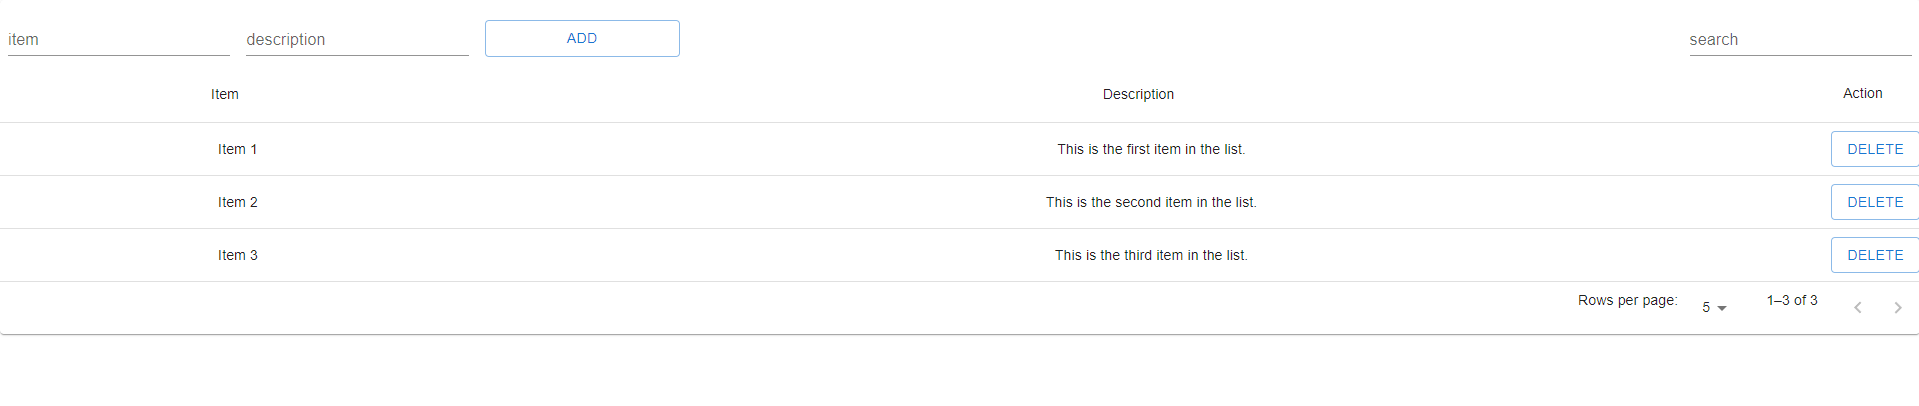 item description ADD search
Item Description Action
Item 1 This is the first item in the list. DELETE
Item 2 This is the second item in the list. DELETE
Item 3 This is the third item in the list. DELETE
Rows per page: 5 1–3 of 3